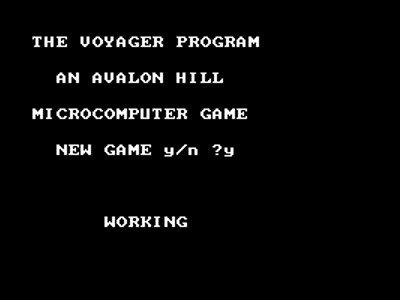 THE VOYAGER PROGRAM
AN AVALON HILL
MICROCOMPUTER GAME
NEW GAME y/n ?y
WORKING